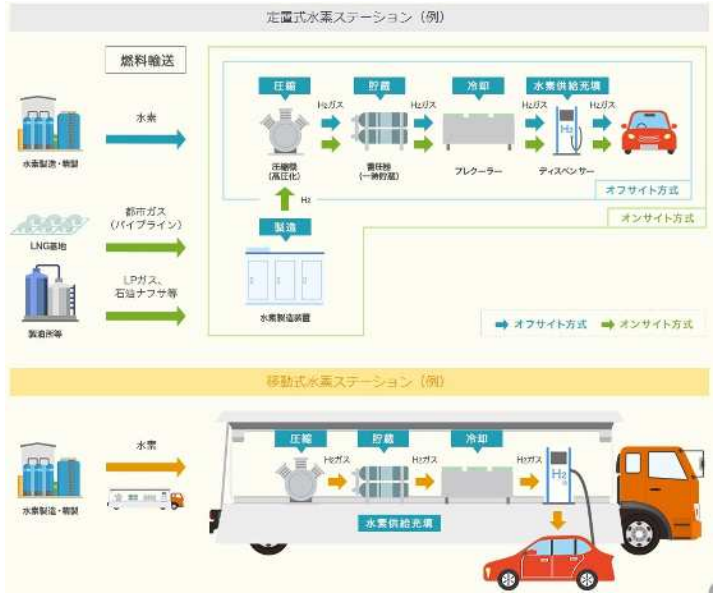 定置式水素ステーション（例）
燃料輸送
圧縮
貯蔵
冷却
水素供給充填
水素
H₂ガス
H₂ガス
H₂ガス
H₂ガス
H₂
水素製造・精製
圧縮機
(高圧化)
蓄圧器
(一時貯蔵)
プレクーラー
ディスペンサー
オフサイト方式
H₂
オンサイト方式
都市ガス
（パイプライン）
LNG基地
製造
LPガス、
石油ナフサ等
水素製造装置
製油所等
オフサイト方式
オンサイト方式
移動式水素ステーション（例）
水素
圧縮
貯蔵
冷却
H₂ガス
H₂ガス
H₂ガス
H₂
水素製造・精製
水素供給充填